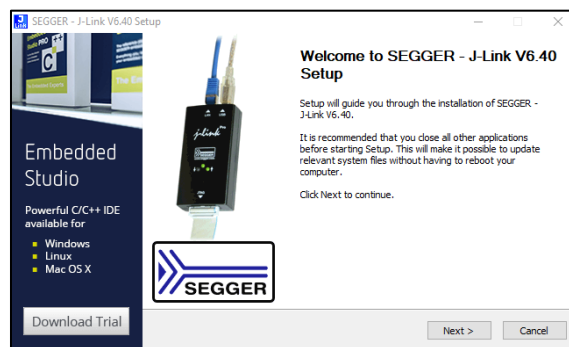 SEGGER - J-Link V6.40 Setup
Welcome to SEGGER - J-Link V6.40
Setup
Setup will guide you through the installation of SEGGER -
J-Link V6.40.
It is recommended that you close all other applications
before starting Setup. This will make it possible to update
relevant system files without having to reboot your
computer.
Click Next to continue.
Embedded
Studio
Powerful C/C++ IDE
available for
Windows
Linux
Mac OS X
Download Trial
J-Link
SEGGER
Next >
Cancel